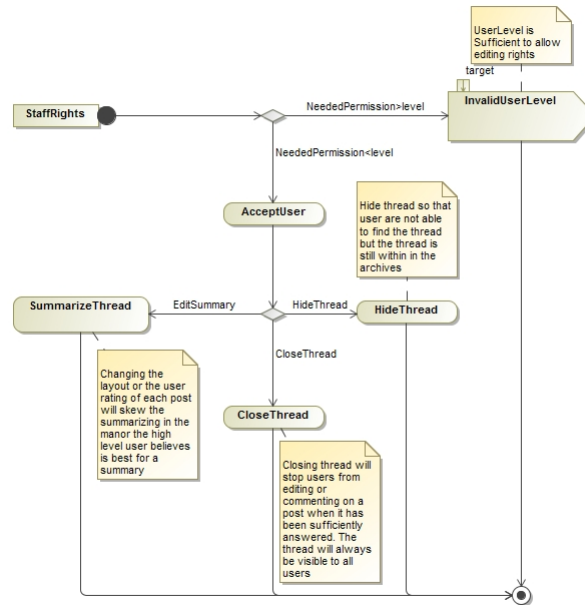 UserLevel is
Sufficient to allow
editing rights
target
InvalidUserLevel
StaffRights
NeededPermission>level
NeededPermission<level
AcceptUser
Hide thread so that
user are not able
to find the thread
but the thread is
still within in the
archives
SummarizeThread
EditSummary
HideThread
HideThread
CloseThread
Changing the
layout or the user
rating of each post
will skew the
summarizing in the
manor the high
level user believes
is best for a
summary
CloseThread
Closing thread will
stop users from
editing or
commenting on a
post when it has
been sufficiently
answered. The
thread will always
be visible to all
users